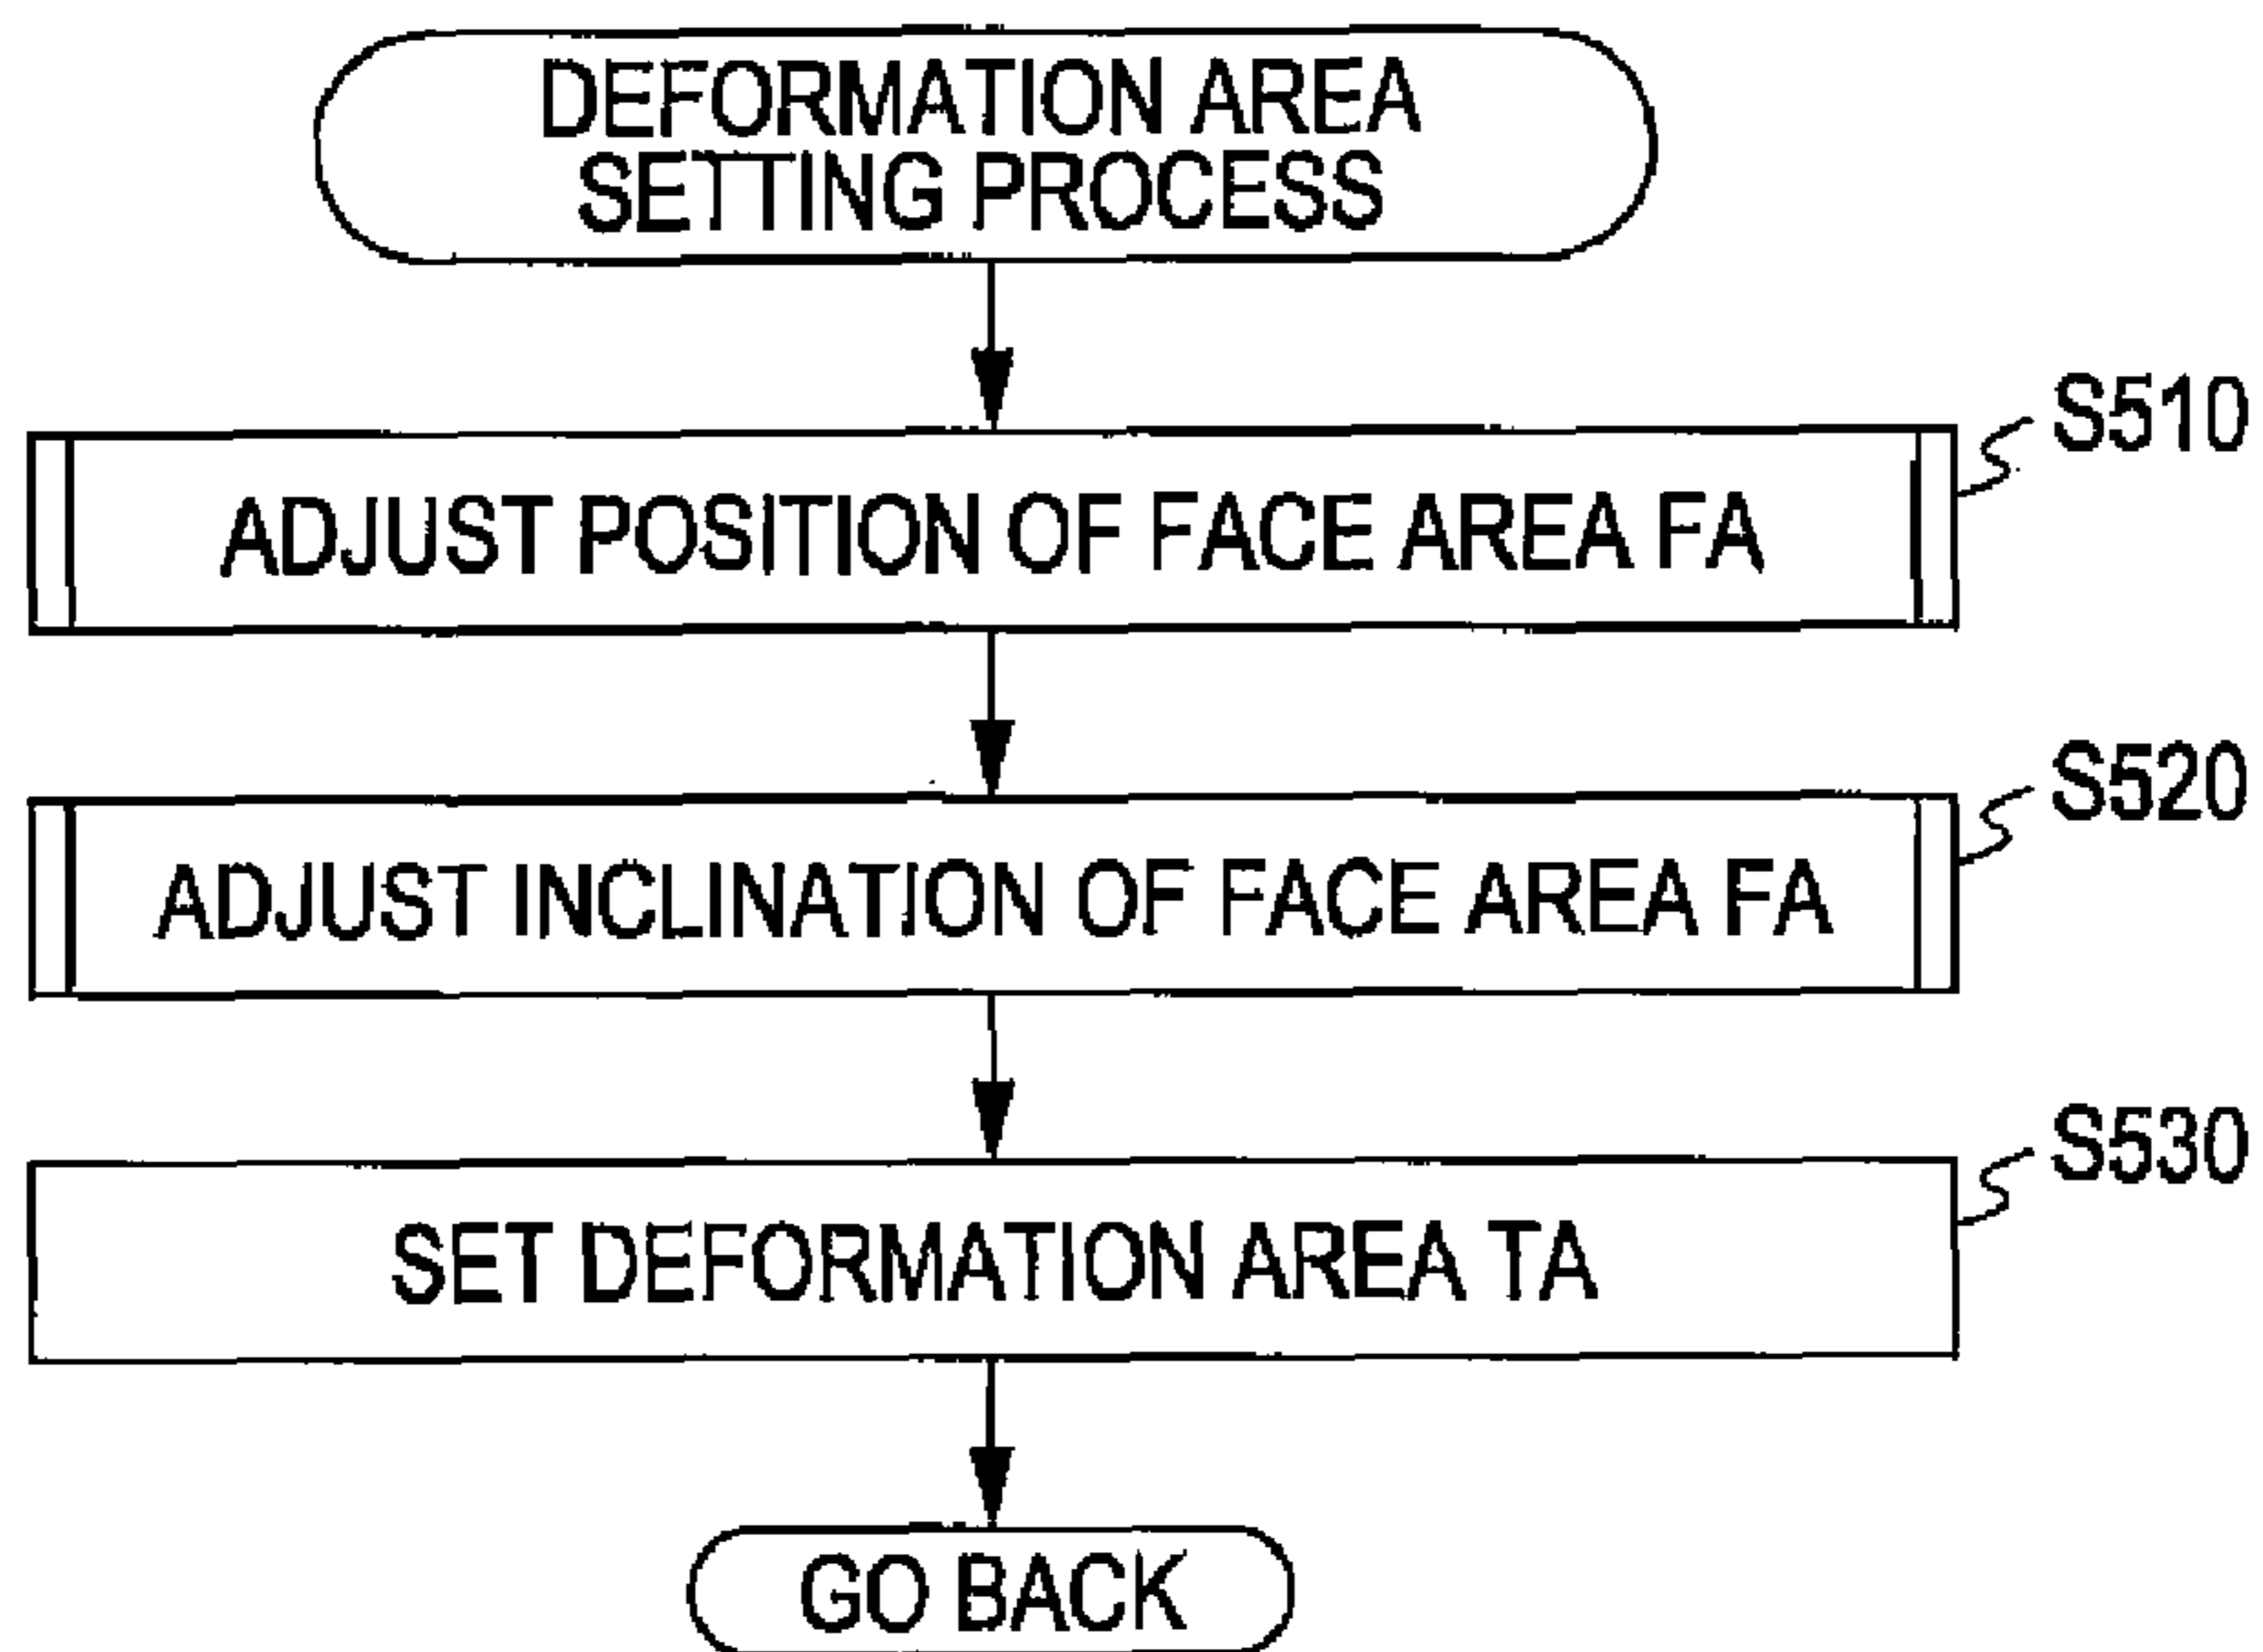 DEFORMATION AREA
SETTING PROCESS
S510
ADJUST POSITION OF FACE AREA FA
S520
ADJUST INCLINATION OF FACE AREA FA
S530
SET DEFORMATION AREA TA
GO BACK